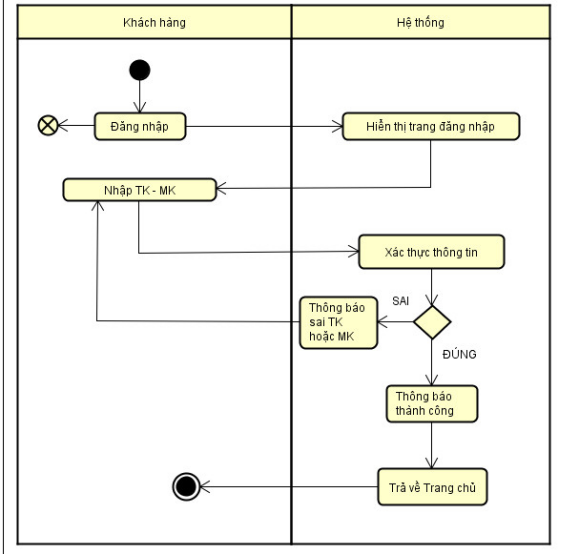 Khách hàng
Hệ thống
Đăng nhập
Hiển thị trang đăng nhập
Nhập TK - MK
Xác thực thông tin
SAI
Thông báo
sai TK
hoặc MK
ĐÚNG
Thông báo
thành công
Trả về Trang chủ